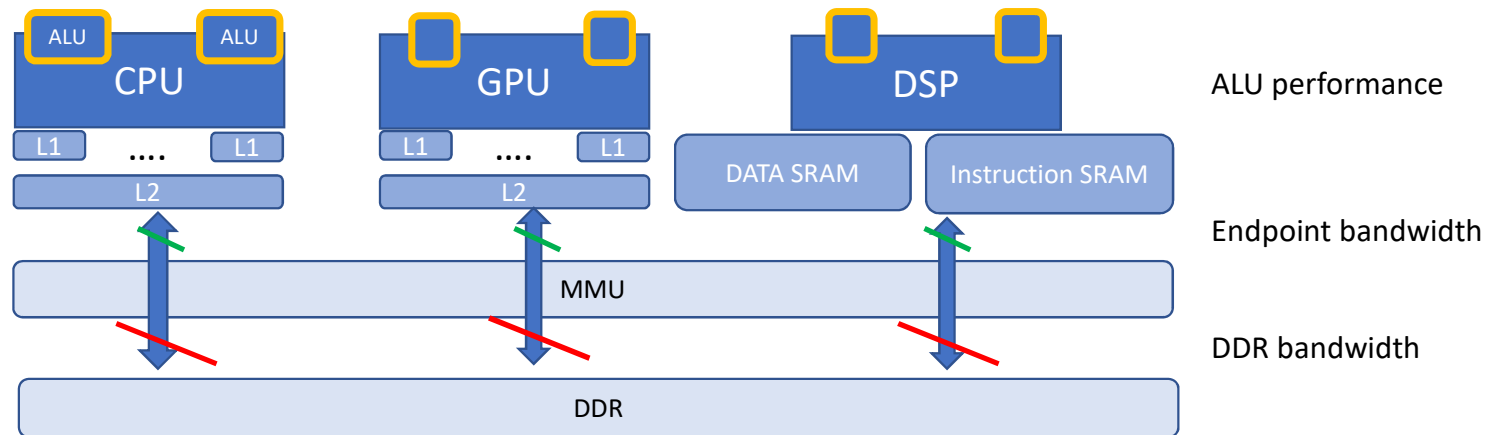 ALU
ALU
CPU
GPU
DSP
ALU performance
L1
....
L1
L1
....
L1
L2
L2
DATA SRAM
Instruction SRAM
Endpoint bandwidth
MMU
DDR bandwidth
DDR